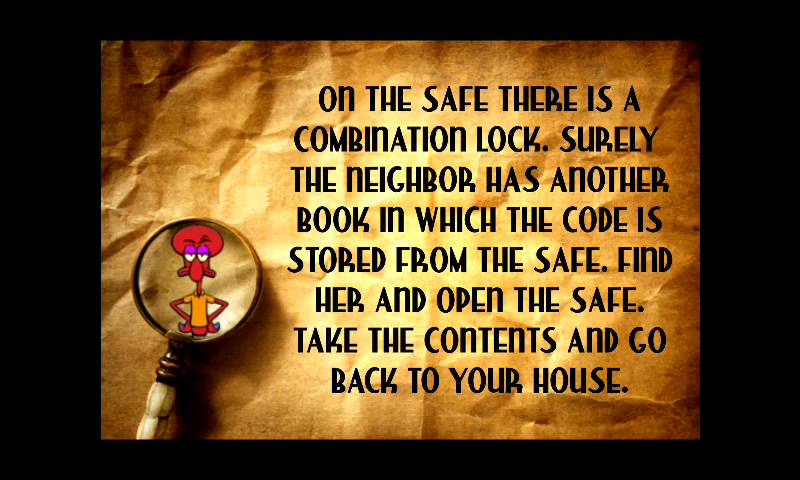 ON THE SAFE THERE IS A
COMBINATION LOCK. SURELY
THE NEIGHBOR HAS ANOTHER
BOOK IN WHICH THE CODE IS
STORED FROM THE SAFE. FIND
HER AND OPEN THE SAFE.
TAKE THE CONTENTS AND GO
BACK TO YOUR HOUSE.